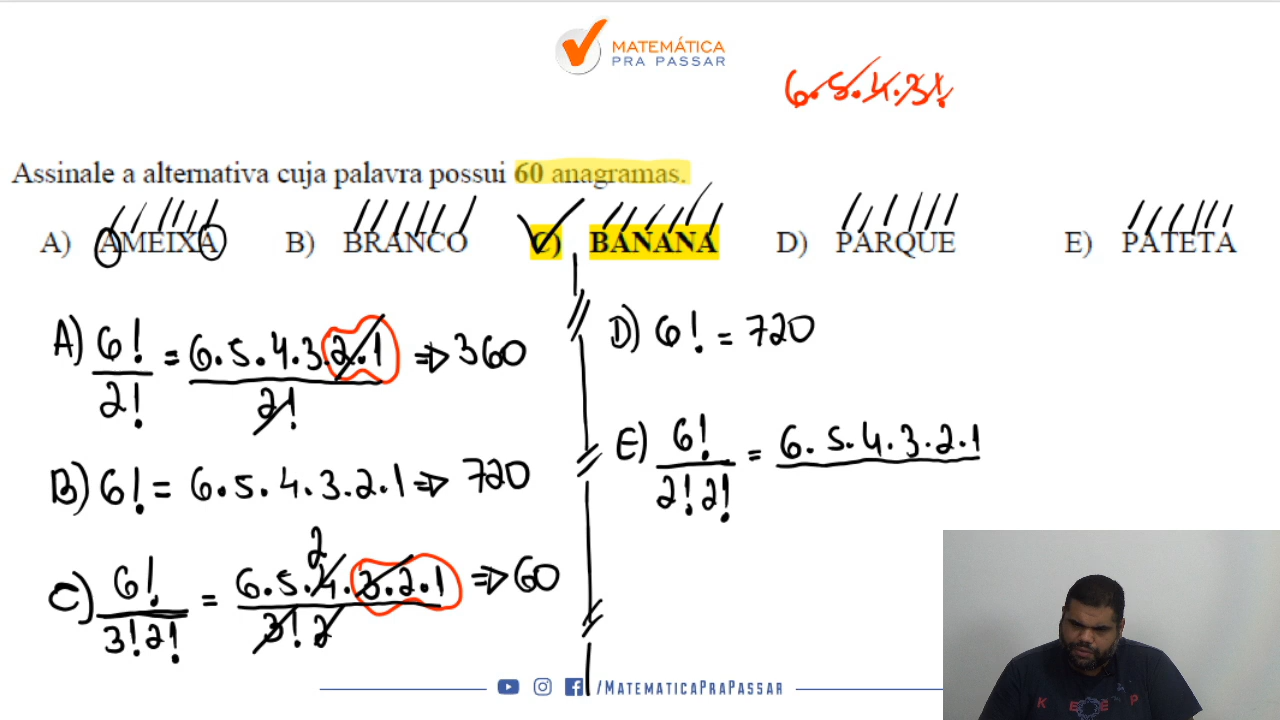 MATEMÁTICA
PRA PASSAR
6.5.4.3!
Assinale a alternativa cuja palavra possui 60 anagramas.
A) AMEIXA B) BRANCO C) BANANA D) PARQUE E) PATETA
A) 6!/2! = 6.5.4.3.2.1/2! => 360
B) 6! = 6.5.4.3.2.1 => 720
C) 6!/3!2! = 6.5.4.3.2.1/3!2 => 60
2
D) 6! = 720
E) 6!/2!2! = 6.5.4.3.2.1
/MATEMATICAPRAPASSAR
K E E P